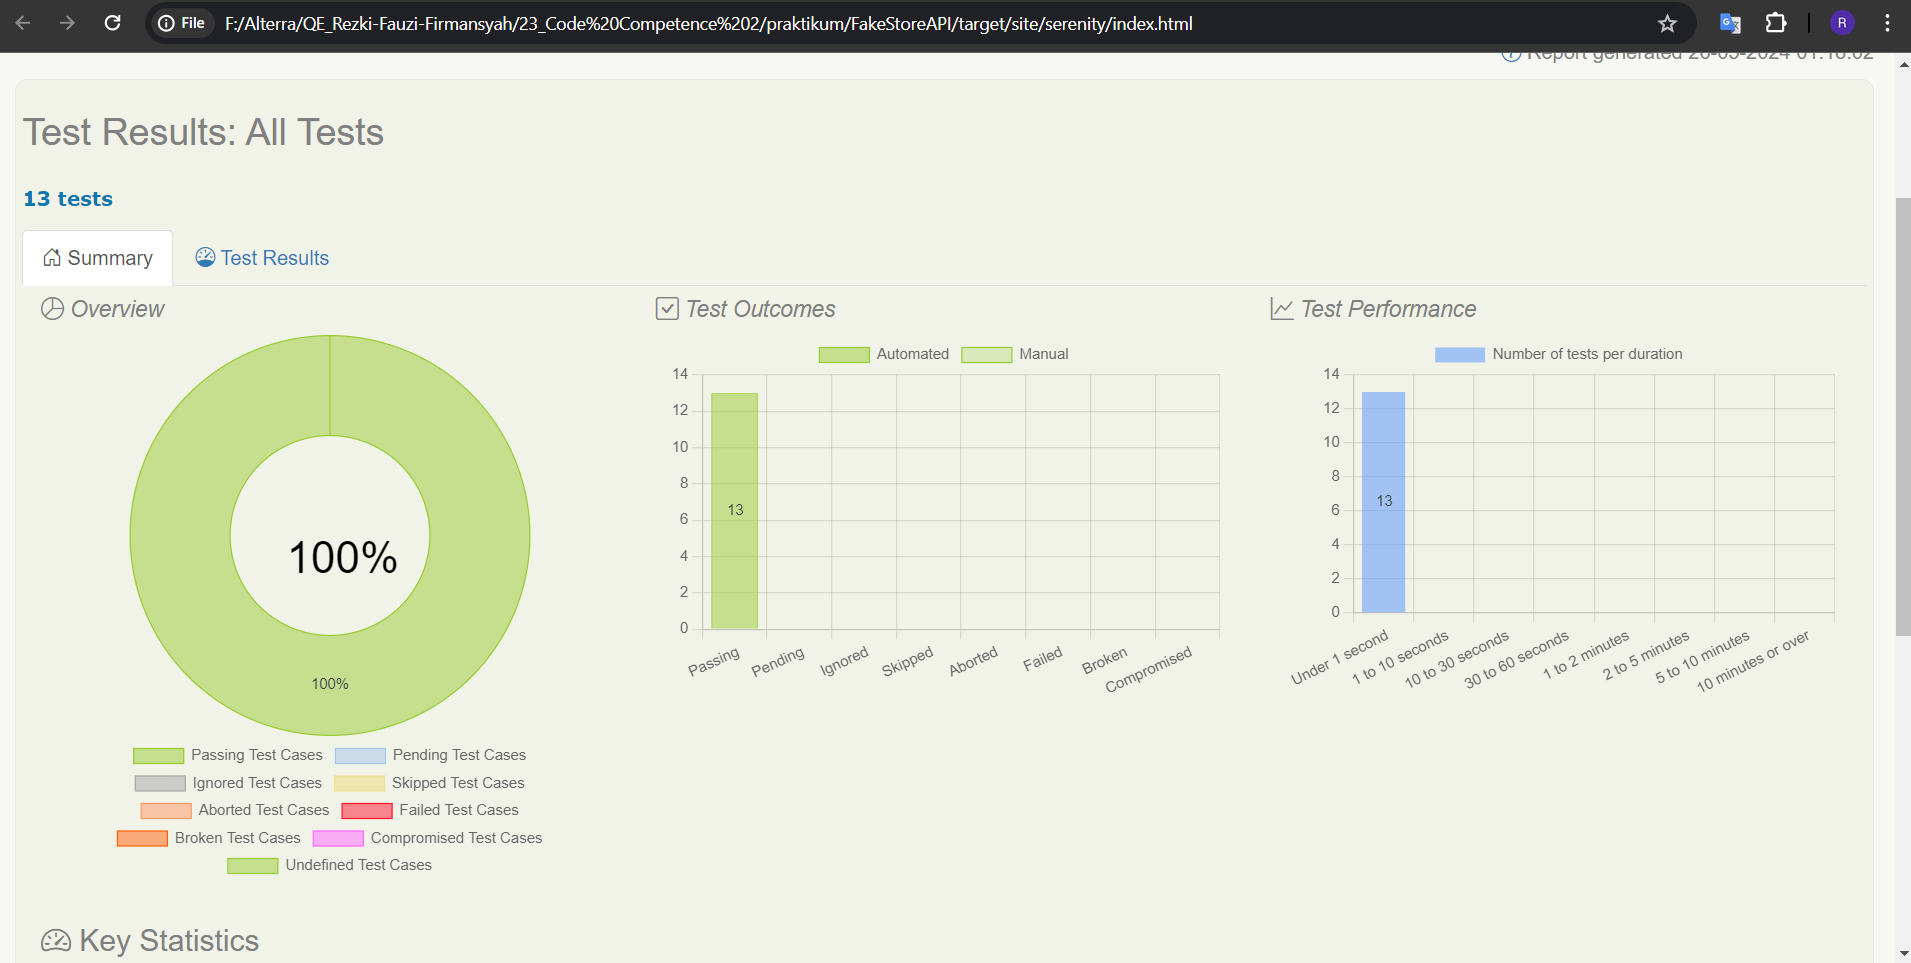 File F:/Alterra/QE_Rezki-Fauzi-Firmansyah/23_Code%20Competence%202/praktikum/FakeStoreAPI/target/site/serenity/index.html R
Report generated 26-05-2024 01:18:02
Test Results: All Tests
13 tests
Summary Test Results
Overview
100%
100%
Passing Test Cases Pending Test Cases
Ignored Test Cases Skipped Test Cases
Aborted Test Cases Failed Test Cases
Broken Test Cases Compromised Test Cases
Undefined Test Cases
Test Outcomes
Automated Manual
14
12
10
8
6
4
2
0
13
Passing Pending Ignored Skipped Aborted Failed Broken Compromised
Test Performance
Number of tests per duration
14
12
10
8
6
4
2
0
13
Under 1 second 1 to 10 seconds 10 to 30 seconds 30 to 60 seconds 1 to 2 minutes 2 to 5 minutes 5 to 10 minutes 10 minutes or over
Key Statistics